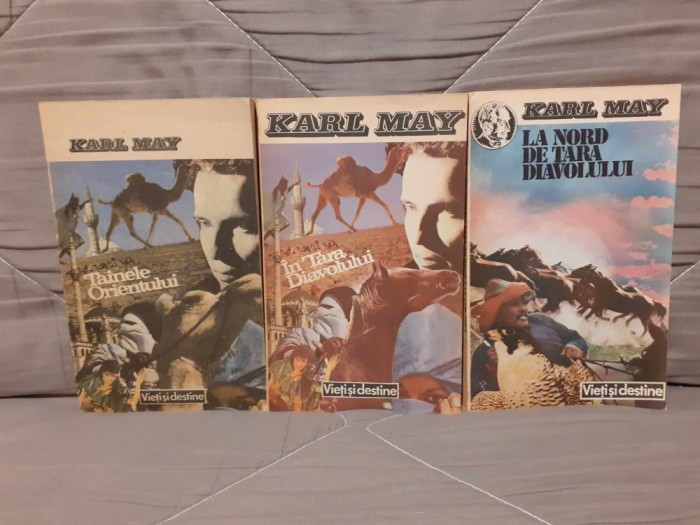 KARL MAY
Tainele
Orientului
Vieți și destine
KARL MAY
În Țara
Diavolului
Vieți și destine
KARL MAY
LA NORD
DE ȚARA
DIAVOLULUI
Vieți și destine